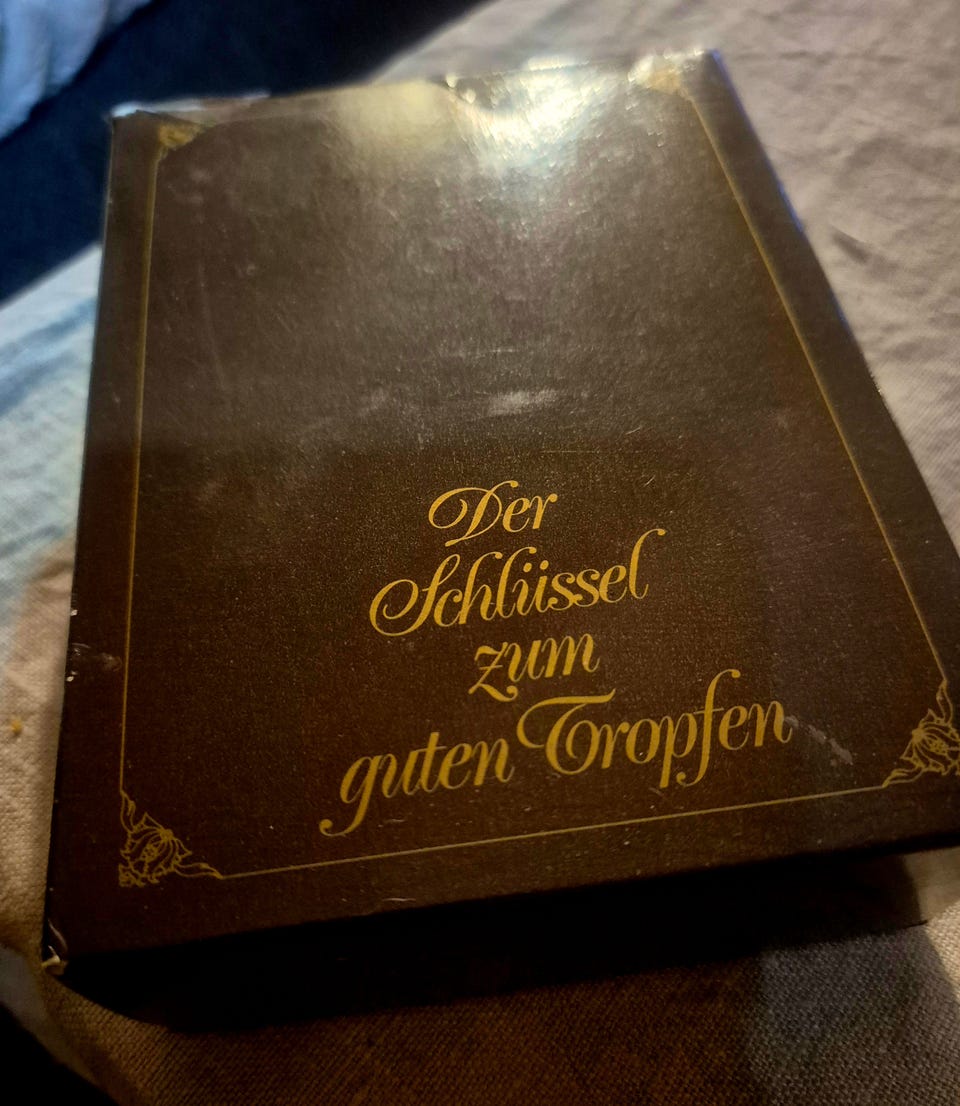 Der
Schlüssel
zum
guten Tropfen